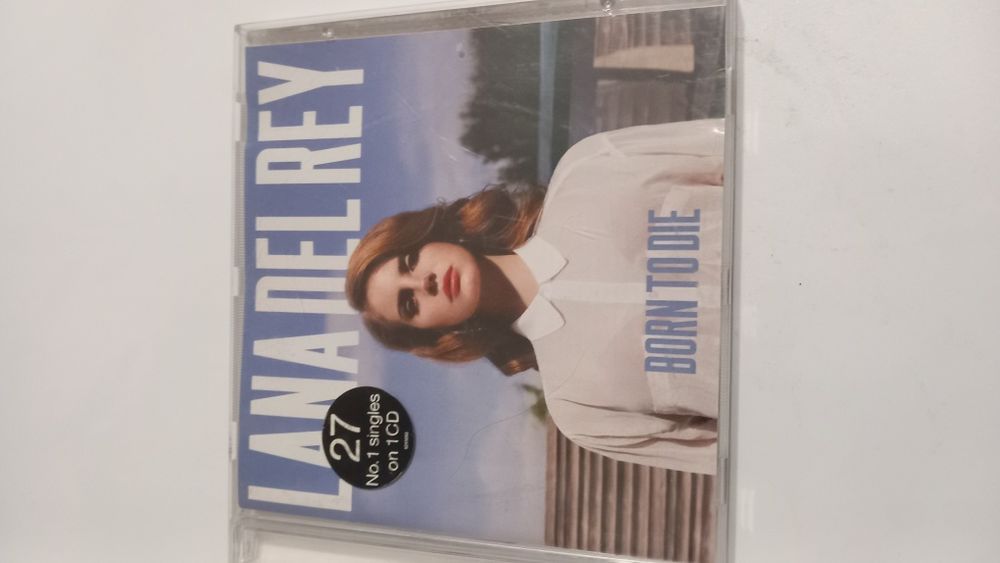 LANA DEL REY
27
No.1 singles
on 1CD
BORN TO DIE